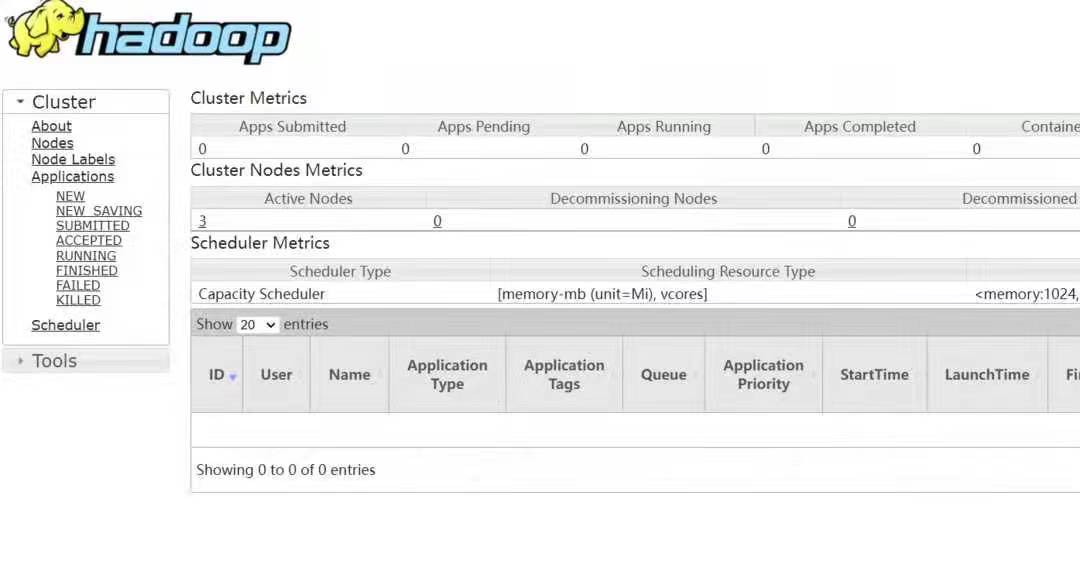 hadoop
Cluster
About
Nodes
Node Labels
Applications
NEW
NEW_SAVING
SUBMITTED
ACCEPTED
RUNNING
FINISHED
FAILED
KILLED
Scheduler
Tools
Cluster Metrics
Apps Submitted Apps Pending Apps Running Apps Completed Containe
0 0 0 0 0
Cluster Nodes Metrics
Active Nodes Decommissioning Nodes Decommissioned
3 0 0
Scheduler Metrics
Scheduler Type Scheduling Resource Type
Capacity Scheduler [memory-mb (unit=Mi), vcores] <memory:1024,
Show 20 entries
ID User Name Application Type Application Tags Queue Application Priority StartTime LaunchTime Fi
Showing 0 to 0 of 0 entries